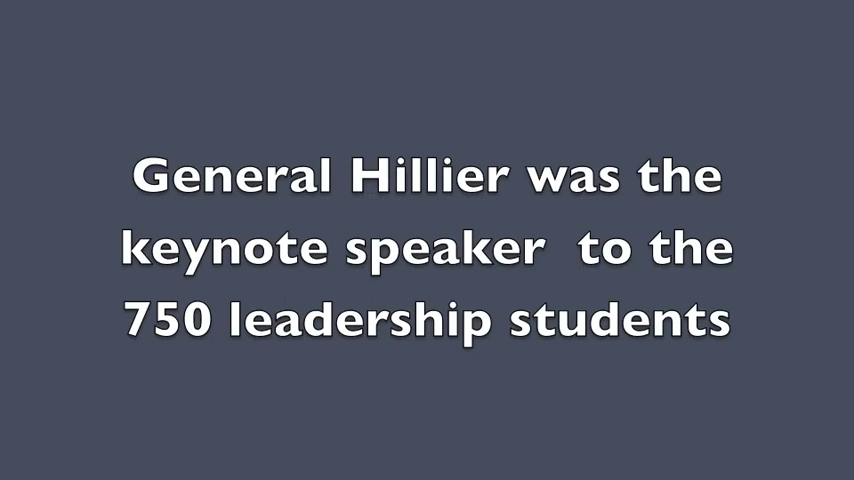 General Hillier was the
keynote speaker  to the
750 leadership students